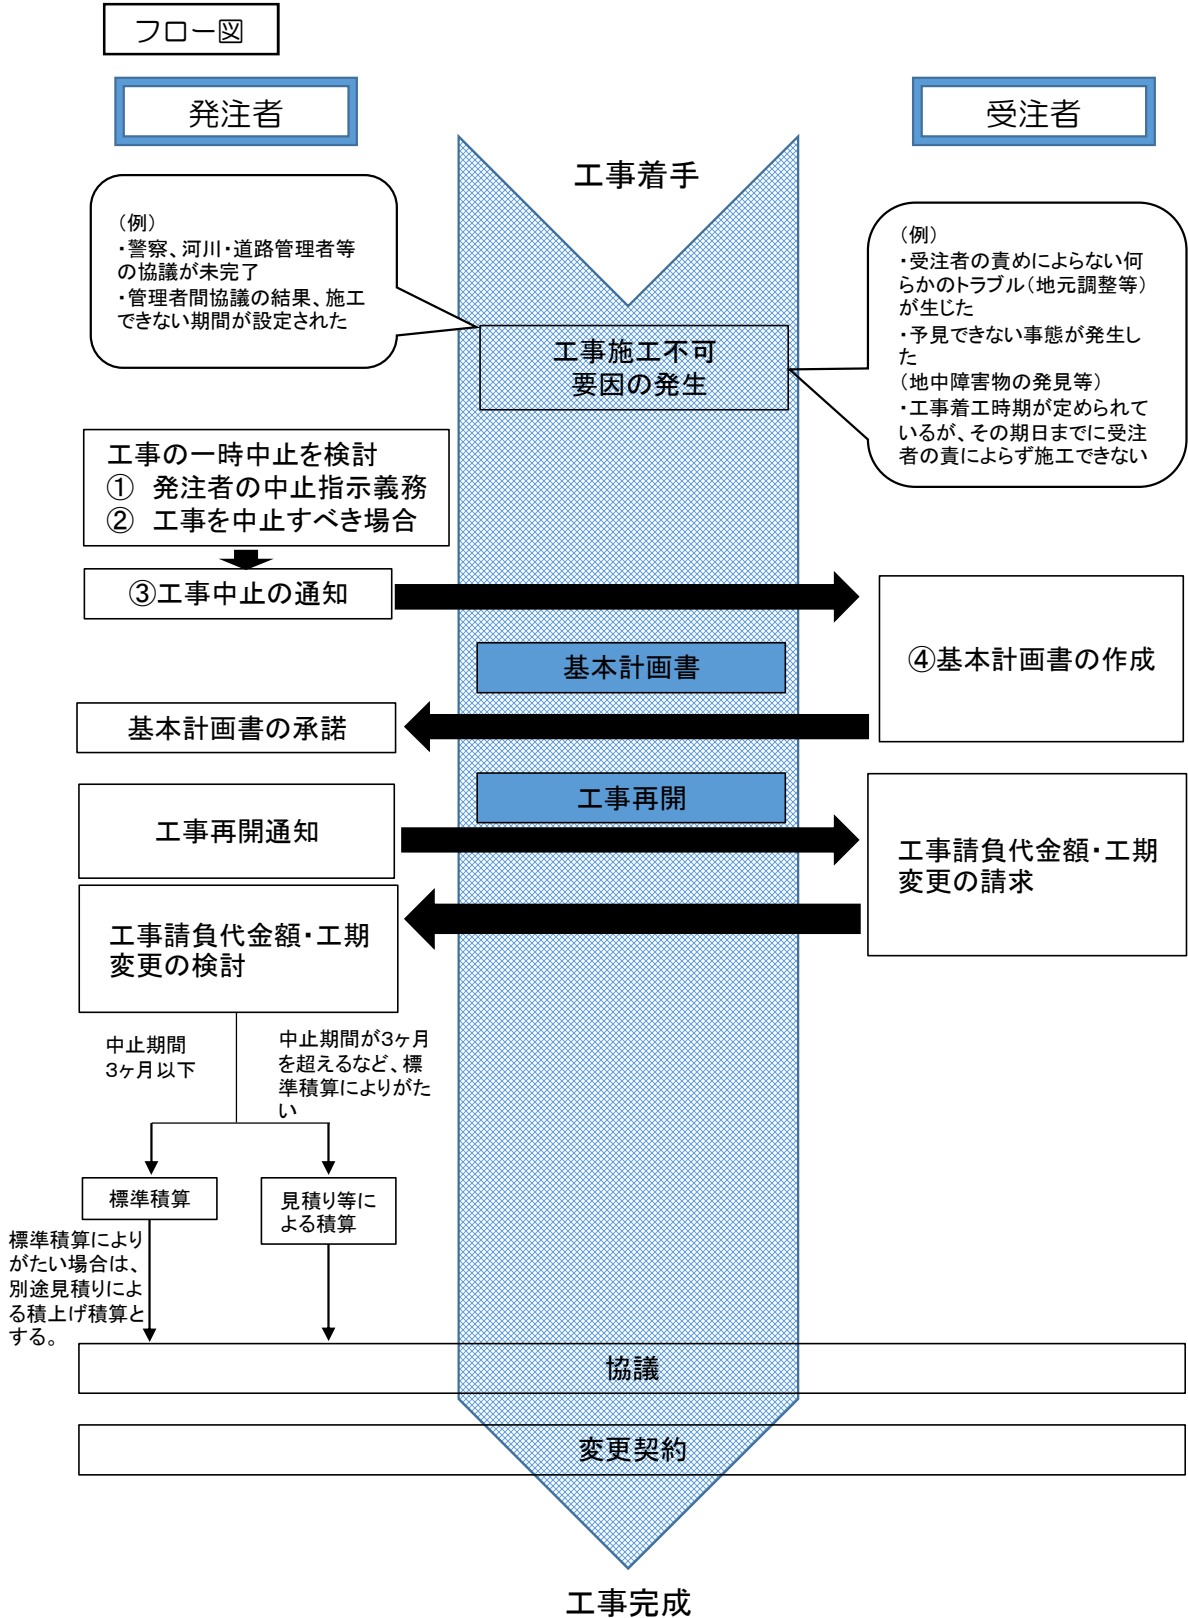 フロー図
発注者
受注者
工事着手
（例）
・警察、河川・道路管理者等
の協議が未完了
・管理者間協議の結果、施工
できない期間が設定された
（例）
・受注者の責めによらない何
らかのトラブル（地元調整等）
が生じた
・予見できない事態が発生し
た
（地中障害物の発見等）
・工事着工時期が定められて
いるが、その期日までに受注
者の責によらず施工できない
工事施工不可
要因の発生
工事の一時中止を検討
① 発注者の中止指示義務
② 工事を中止すべき場合
③工事中止の通知
④基本計画書の作成
基本計画書
基本計画書の承諾
工事再開
工事再開通知
工事請負代金額・工期
変更の請求
工事請負代金額・工期
変更の検討
中止期間
3ヶ月以下
中止期間が3ヶ月
を超えるなど、標
準積算によりがた
い
標準積算
見積り等に
よる積算
標準積算により
がたい場合は、
別途見積りによ
る積上げ積算と
する。
協議
変更契約
工事完成